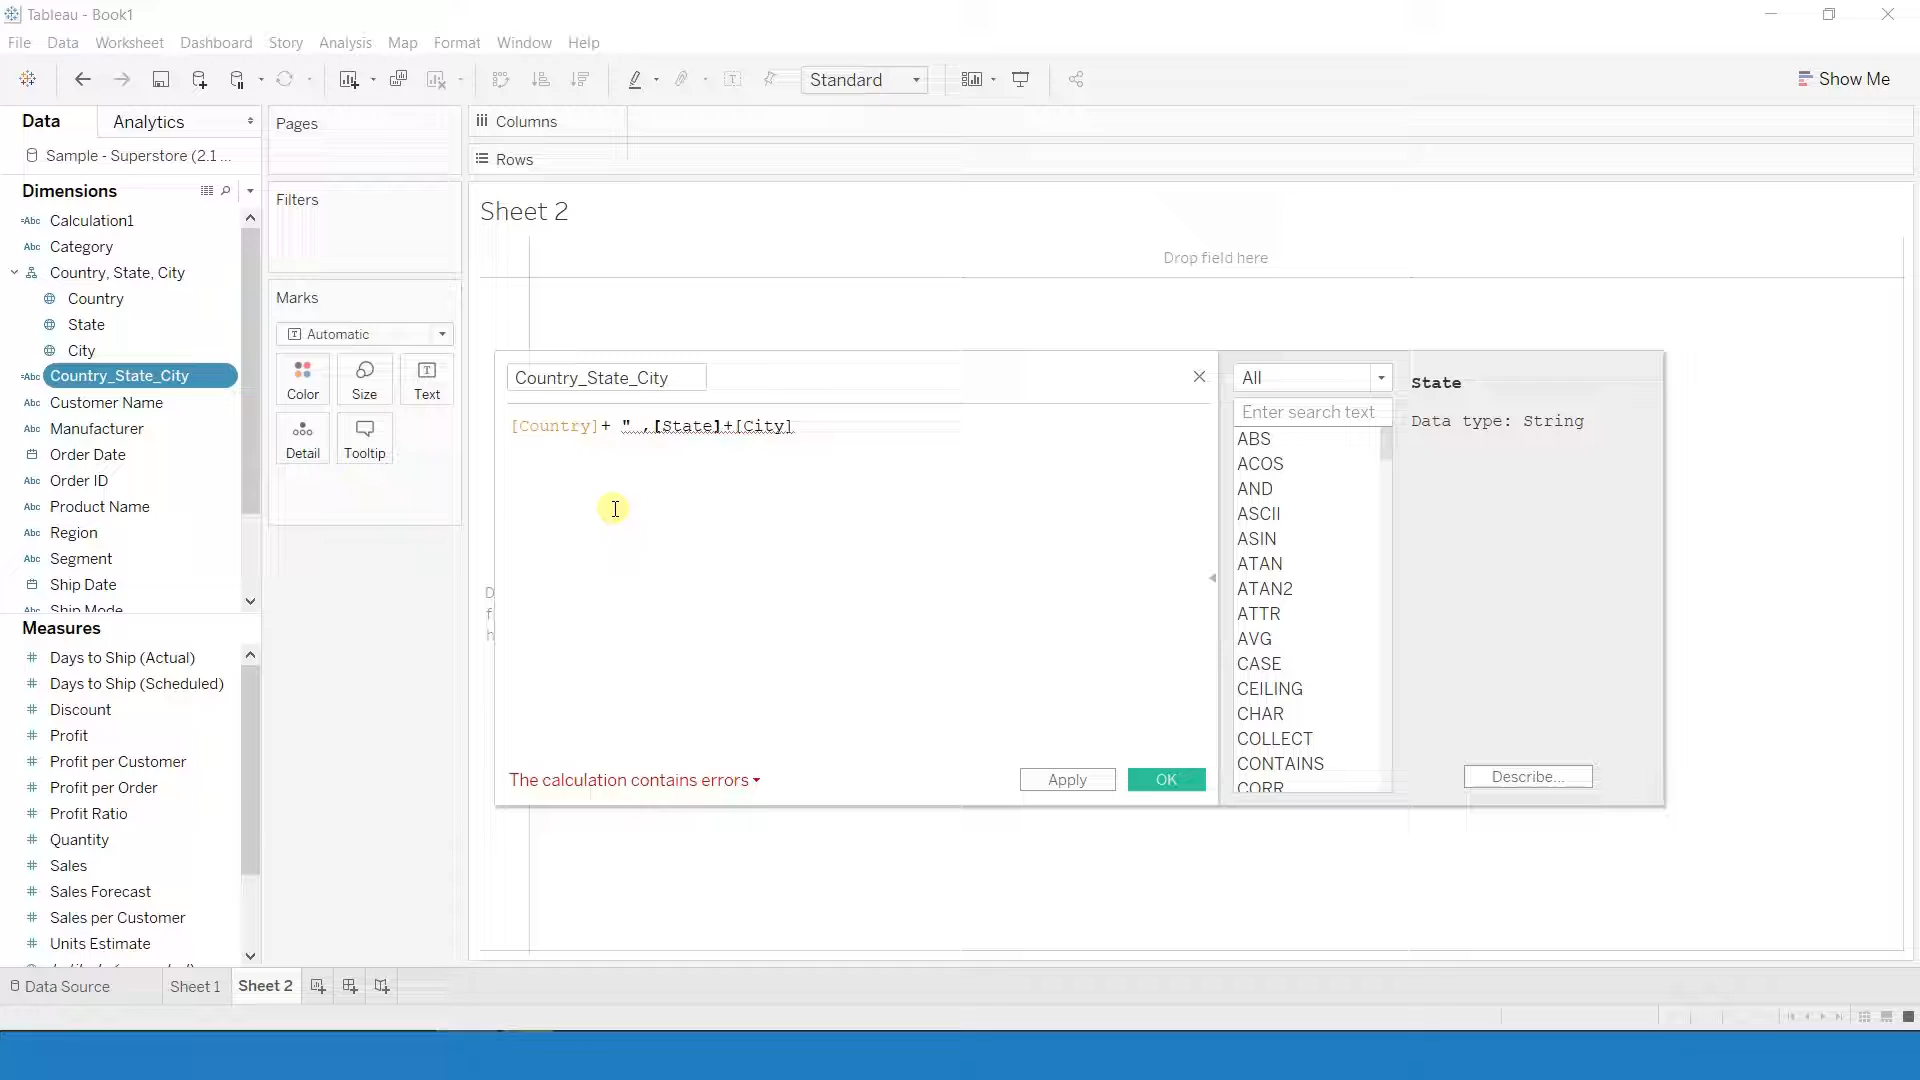 Tableau - Book1
File Data Worksheet Dashboard Story Analysis Map Format Window Help
Standard
Show Me
Data
Analytics
Sample - Superstore (2.1 ...
Dimensions
Calculation1
Category
Country, State, City
Country
State
City
Country_State_City
Customer Name
Manufacturer
Order Date
Order ID
Product Name
Region
Segment
Ship Date
Ship Mode
Measures
Days to Ship (Actual)
Days to Ship (Scheduled)
Discount
Profit
Profit per Customer
Profit per Order
Profit Ratio
Quantity
Sales
Sales Forecast
Sales per Customer
Units Estimate
Pages
Filters
Marks
Automatic
Color
Size
Text
Detail
Tooltip
Columns
Rows
Sheet 2
Drop field here
D
f
h
Country_State_City
[Country]+ " ,[State]+[City]
The calculation contains errors
Apply
OK
All
Enter search text
ABS
ACOS
AND
ASCII
ASIN
ATAN
ATAN2
ATTR
AVG
CASE
CEILING
CHAR
COLLECT
CONTAINS
CORR
State
Data type: String
Describe...
Data Source
Sheet 1
Sheet 2